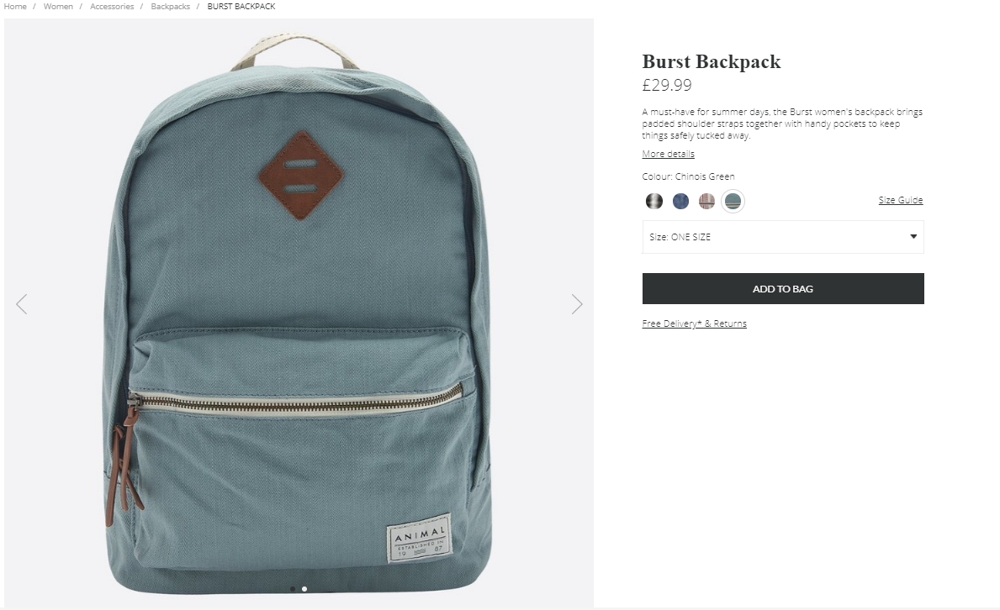 Home / Women / Accessories / Backpacks / BURST BACKPACK
Burst Backpack
£29.99
A must-have for summer days, the Burst women's backpack brings
padded shoulder straps together with handy pockets to keep
things safely tucked away.
More details
Colour: Chinois Green
Size Guide
Size: ONE SIZE
ADD TO BAG
Free Delivery* & Returns
ANIMAL
ESTABLISHED IN
19 87